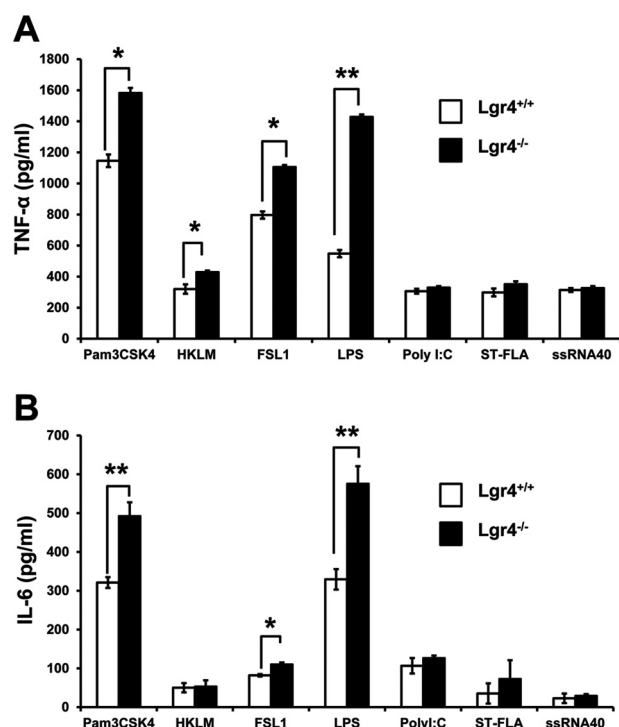 A
TNF-α (pg/ml)
1800
1600
1400
1200
1000
800
600
400
200
0
*
*
*
**
Lgr4+/+
Lgr4-/-
Pam3CSK4 HKLM FSL1 LPS Poly I:C ST-FLA ssRNA40
B
IL-6 (pg/ml)
700
600
500
400
300
200
100
0
**
*
**
Lgr4+/+
Lgr4-/-
Pam3CSK4 HKLM FSL1 LPS PolyI:C ST-FLA ssRNA40